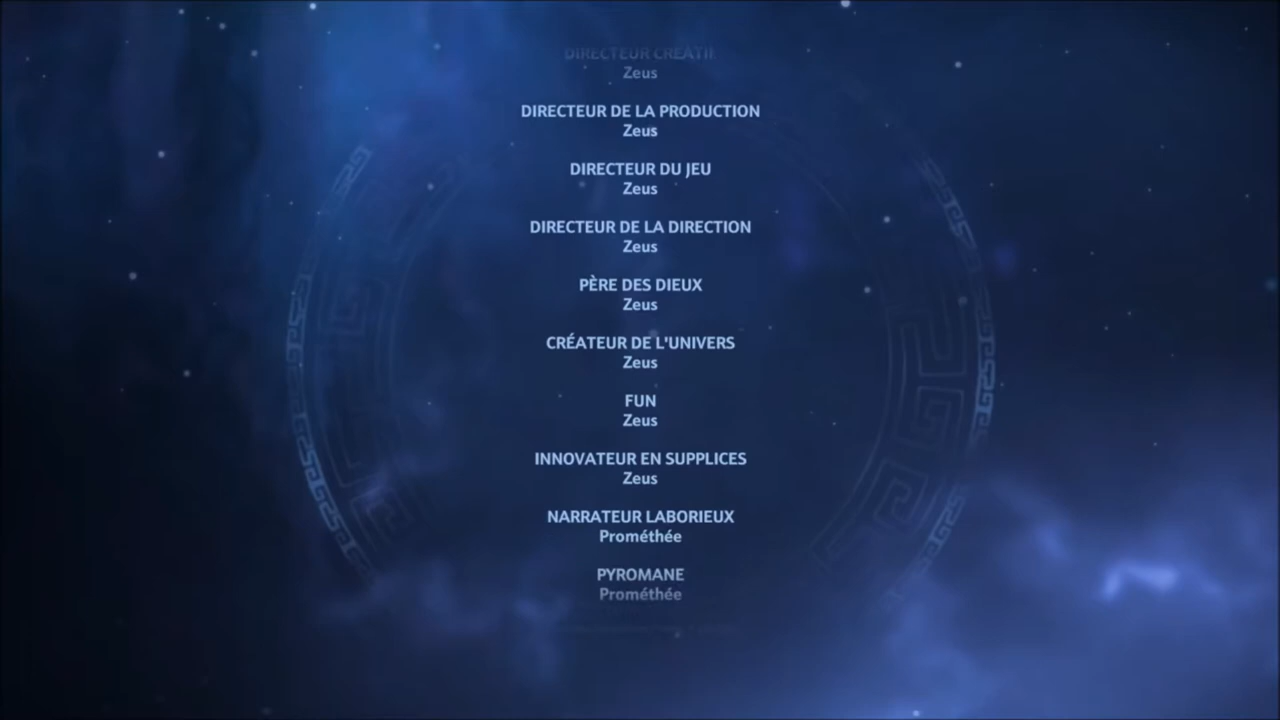 DIRECTEUR CRÉATIF
Zeus
DIRECTEUR DE LA PRODUCTION
Zeus
DIRECTEUR DU JEU
Zeus
DIRECTEUR DE LA DIRECTION
Zeus
PÈRE DES DIEUX
Zeus
CRÉATEUR DE L'UNIVERS
Zeus
FUN
Zeus
INNOVATEUR EN SUPPLICES
Zeus
NARRATEUR LABORIEUX
Prométhée
PYROMANE
Prométhée